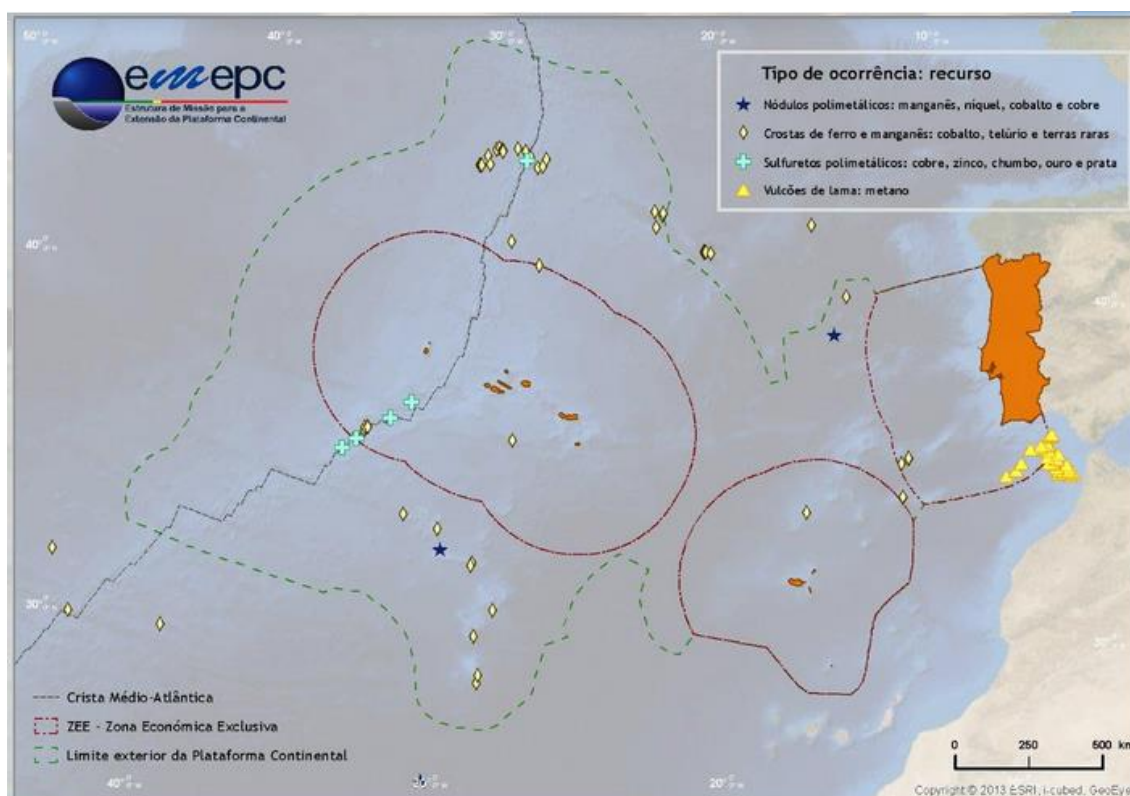 50°
40°
30°
20°
10°
emepc
Estrutura de Missão para a
Extensão da Plataforma Continental
Tipo de ocorrência: recurso
Nódulos polimetálicos: manganês, níquel, cobalto e cobre
Crostas de ferro e manganês: cobalto, telúrio e terras raras
Sulfuretos polimetálicos: cobre, zinco, chumbo, ouro e prata
Vulcões de lama: metano
40°
40°
30°
30°
Crista Médio-Atlântica
ZEE - Zona Económica Exclusiva
Limite exterior da Plataforma Continental
0 250 500 km
40°
20°
Copyright © 2013 ESRI, i-cubed, GeoEye